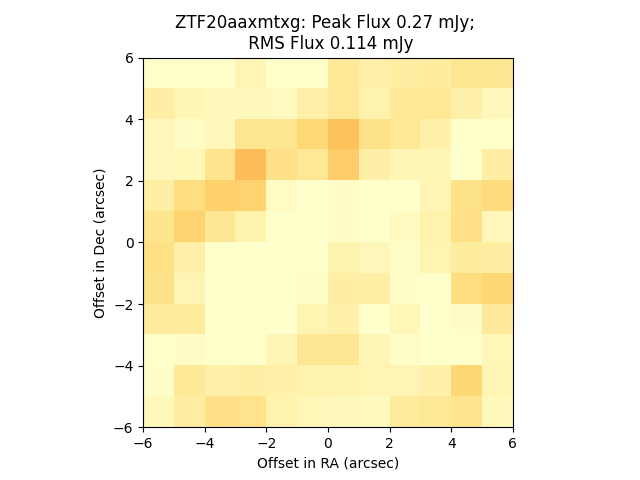 ZTF20aaxmtxg: Peak Flux 0.27 mJy;
RMS Flux 0.114 mJy
6
4
2
0
−2
−4
−6
Offset in Dec (arcsec)
−6 −4 −2 0 2 4 6
Offset in RA (arcsec)